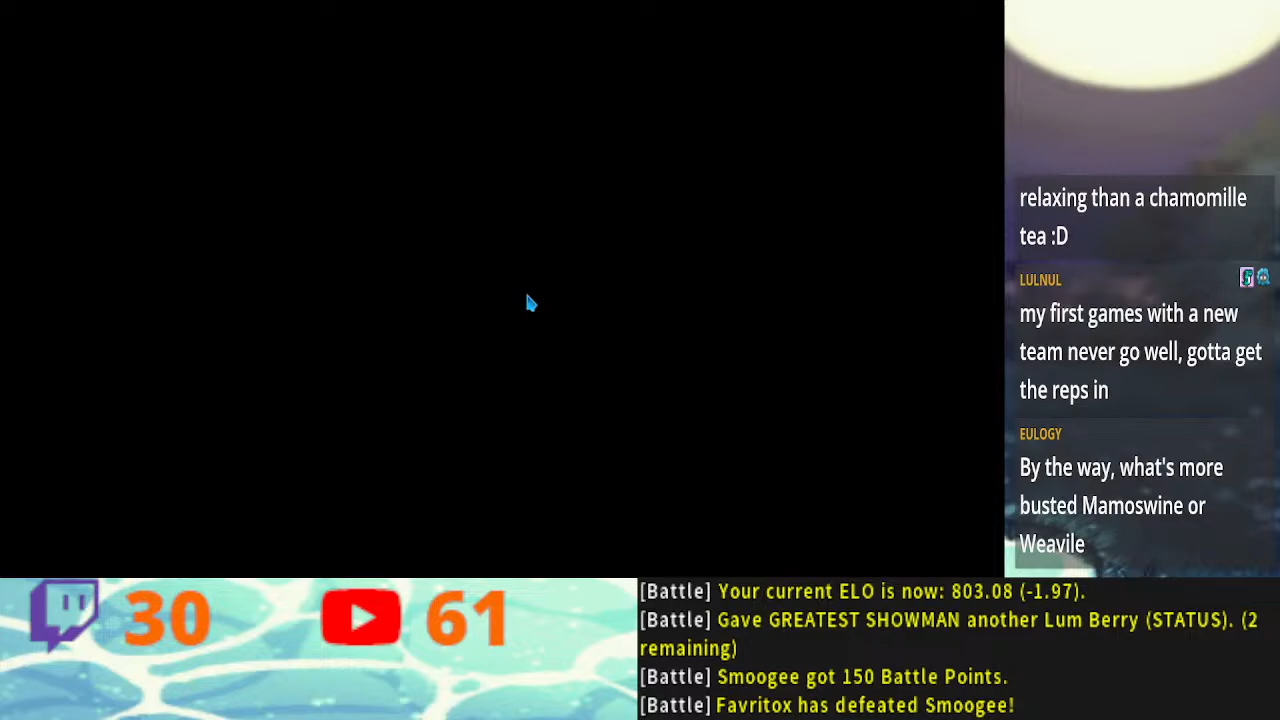 relaxing than a chamomille
tea :D
LULNUL
my first games with a new
team never go well, gotta get
the reps in
EULOGY
By the way, what's more
busted Mamoswine or
Weavile
30 61
[Battle] Your current ELO is now: 803.08 (-1.97).
[Battle] Gave GREATEST SHOWMAN another Lum Berry (STATUS). (2
remaining)
[Battle] Smoogee got 150 Battle Points.
[Battle] Favritox has defeated Smoogee!